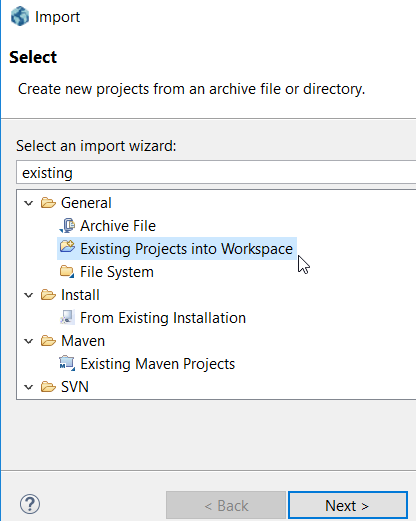 Import
Select
Create new projects from an archive file or directory.
Select an import wizard:
existing
General
Archive File
Existing Projects into Workspace
File System
Install
From Existing Installation
Maven
Existing Maven Projects
SVN
? < Back Next >